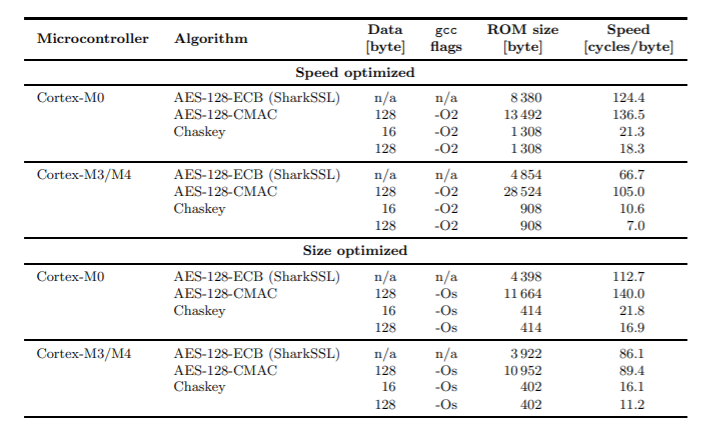 Microcontroller Algorithm Data [byte] gcc flags ROM size [byte] Speed [cycles/byte]
Speed optimized
Cortex-M0 AES-128-ECB (SharkSSL) n/a n/a 8 380 124.4
AES-128-CMAC 128 -O2 13 492 136.5
Chaskey 16 -O2 1 308 21.3
128 -O2 1 308 18.3
Cortex-M3/M4 AES-128-ECB (SharkSSL) n/a n/a 4 854 66.7
AES-128-CMAC 128 -O2 28 524 105.0
Chaskey 16 -O2 908 10.6
128 -O2 908 7.0
Size optimized
Cortex-M0 AES-128-ECB (SharkSSL) n/a n/a 4 398 112.7
AES-128-CMAC 128 -Os 11 664 140.0
Chaskey 16 -Os 414 21.8
128 -Os 414 16.9
Cortex-M3/M4 AES-128-ECB (SharkSSL) n/a n/a 3 922 86.1
AES-128-CMAC 128 -Os 10 952 89.4
Chaskey 16 -Os 402 16.1
128 -Os 402 11.2